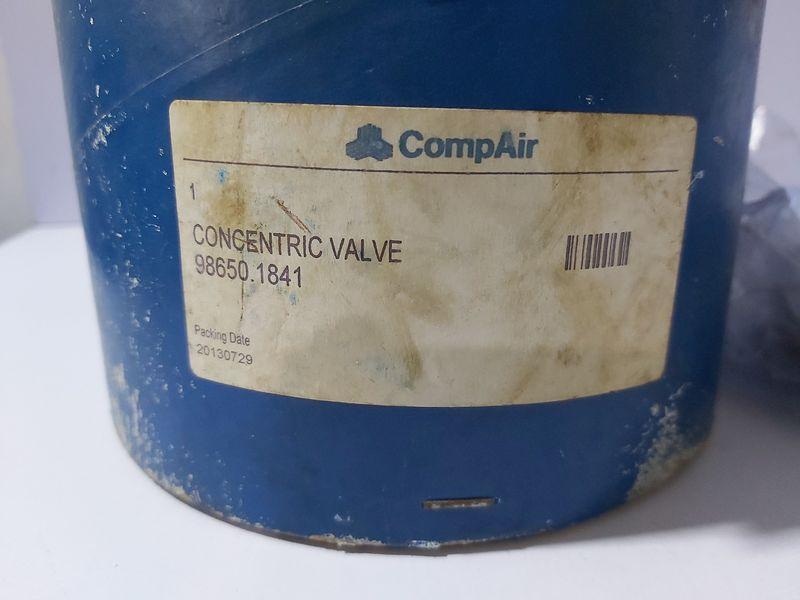 CompAir
1
CONCENTRIC VALVE
98650.1841
Packing Date
20130729